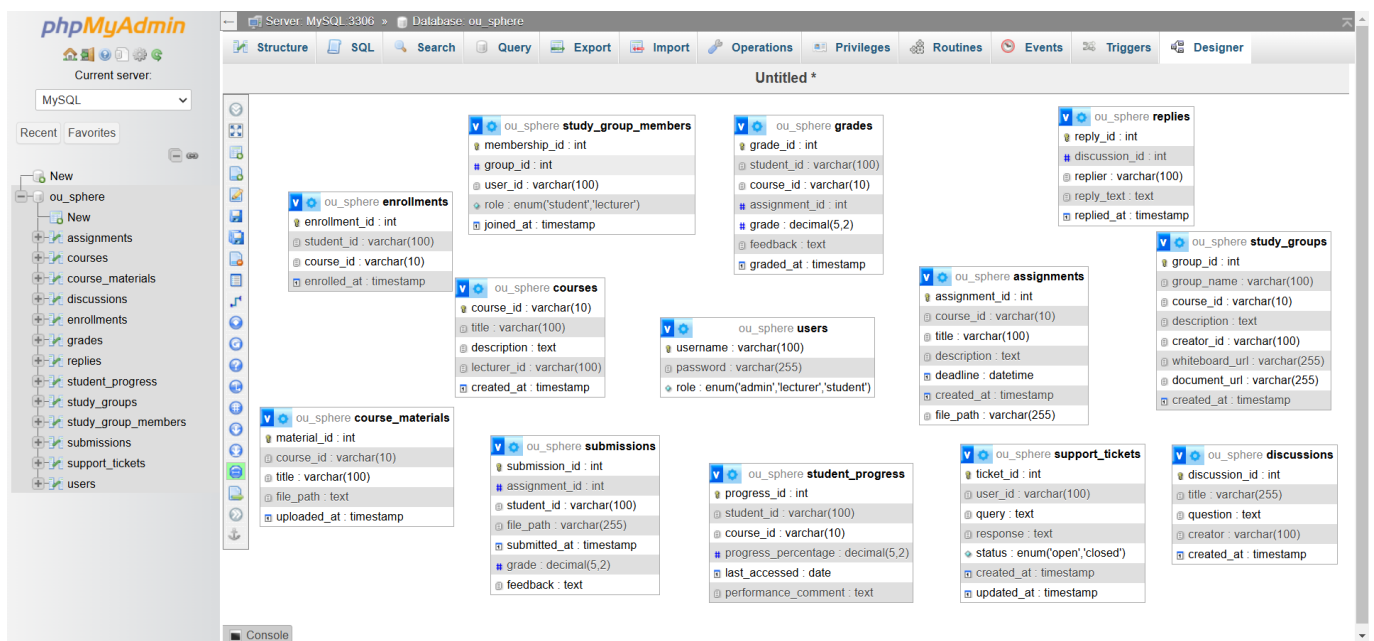 phpMyAdmin
Current server:
MySQL
Recent Favorites
New
ou_sphere
New
assignments
courses
course_materials
discussions
enrollments
grades
replies
student_progress
study_groups
study_group_members
submissions
support_tickets
users
Server: MySQL:3306 » Database: ou_sphere
Structure SQL Search Query Export Import Operations Privileges Routines Events Triggers Designer
Untitled *
v ou_sphere enrollments
enrollment_id : int
student_id : varchar(100)
course_id : varchar(10)
enrolled_at : timestamp
v ou_sphere study_group_members
membership_id : int
# group_id : int
user_id : varchar(100)
role : enum('student','lecturer')
joined_at : timestamp
v ou_sphere grades
grade_id : int
student_id : varchar(100)
course_id : varchar(10)
# assignment_id : int
# grade : decimal(5,2)
feedback : text
graded_at : timestamp
v ou_sphere replies
reply_id : int
# discussion_id : int
replier : varchar(100)
reply_text : text
replied_at : timestamp
v ou_sphere study_groups
group_id : int
group_name : varchar(100)
course_id : varchar(10)
description : text
creator_id : varchar(100)
whiteboard_url : varchar(255)
document_url : varchar(255)
created_at : timestamp
v ou_sphere courses
course_id : varchar(10)
title : varchar(100)
description : text
lecturer_id : varchar(100)
created_at : timestamp
v ou_sphere users
username : varchar(100)
password : varchar(255)
role : enum('admin','lecturer','student')
v ou_sphere assignments
assignment_id : int
course_id : varchar(10)
title : varchar(100)
description : text
deadline : datetime
created_at : timestamp
file_path : varchar(255)
v ou_sphere course_materials
material_id : int
course_id : varchar(10)
title : varchar(100)
file_path : text
uploaded_at : timestamp
v ou_sphere submissions
submission_id : int
# assignment_id : int
student_id : varchar(100)
file_path : varchar(255)
submitted_at : timestamp
# grade : decimal(5,2)
feedback : text
v ou_sphere student_progress
progress_id : int
student_id : varchar(100)
course_id : varchar(10)
# progress_percentage : decimal(5,2)
last_accessed : date
performance_comment : text
v ou_sphere support_tickets
ticket_id : int
user_id : varchar(100)
query : text
response : text
status : enum('open','closed')
created_at : timestamp
updated_at : timestamp
v ou_sphere discussions
discussion_id : int
title : varchar(255)
question : text
creator : varchar(100)
created_at : timestamp
Console